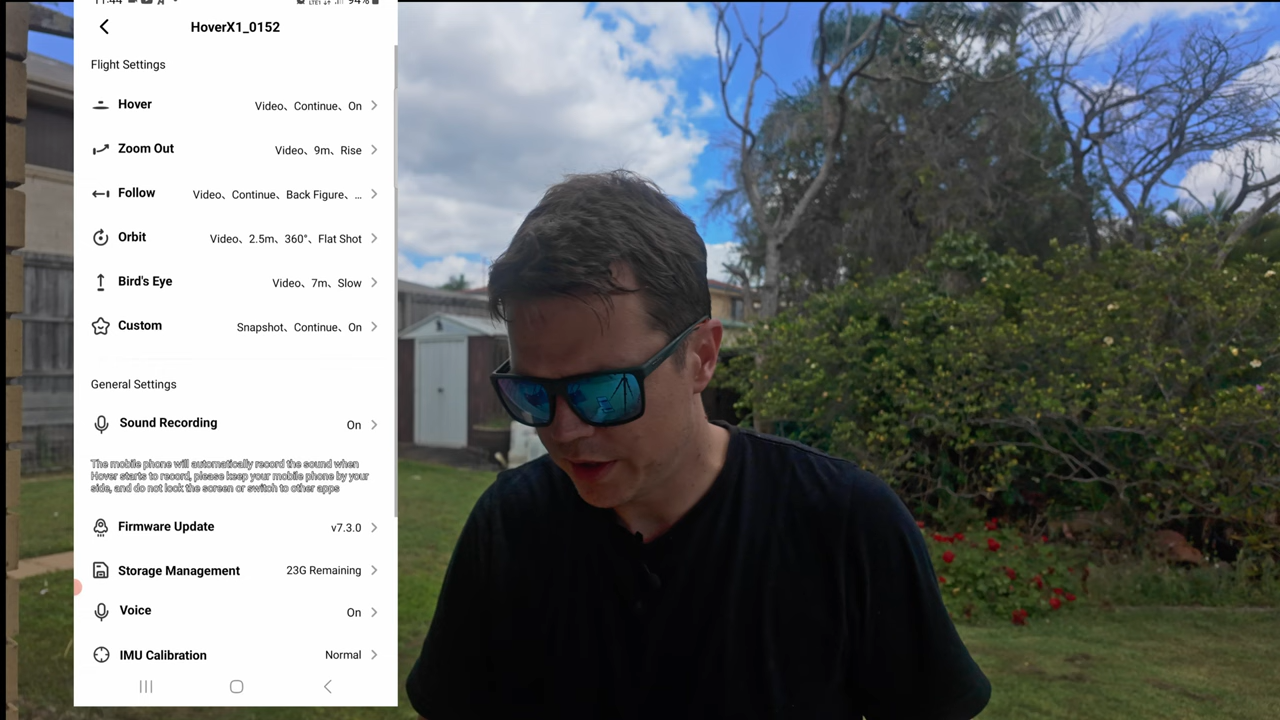 11:44 94%
HoverX1_0152
Flight Settings
Hover Video、Continue、On
Zoom Out Video、9m、Rise
Follow Video、Continue、Back Figure、...
Orbit Video、2.5m、360°、Flat Shot
Bird's Eye Video、7m、Slow
Custom Snapshot、Continue、On
General Settings
Sound Recording On
The mobile phone will automatically record the sound when
Hover starts to record, please keep your mobile phone by your
side, and do not lock the screen or switch to other apps
Firmware Update v7.3.0
Storage Management 23G Remaining
Voice On
IMU Calibration Normal